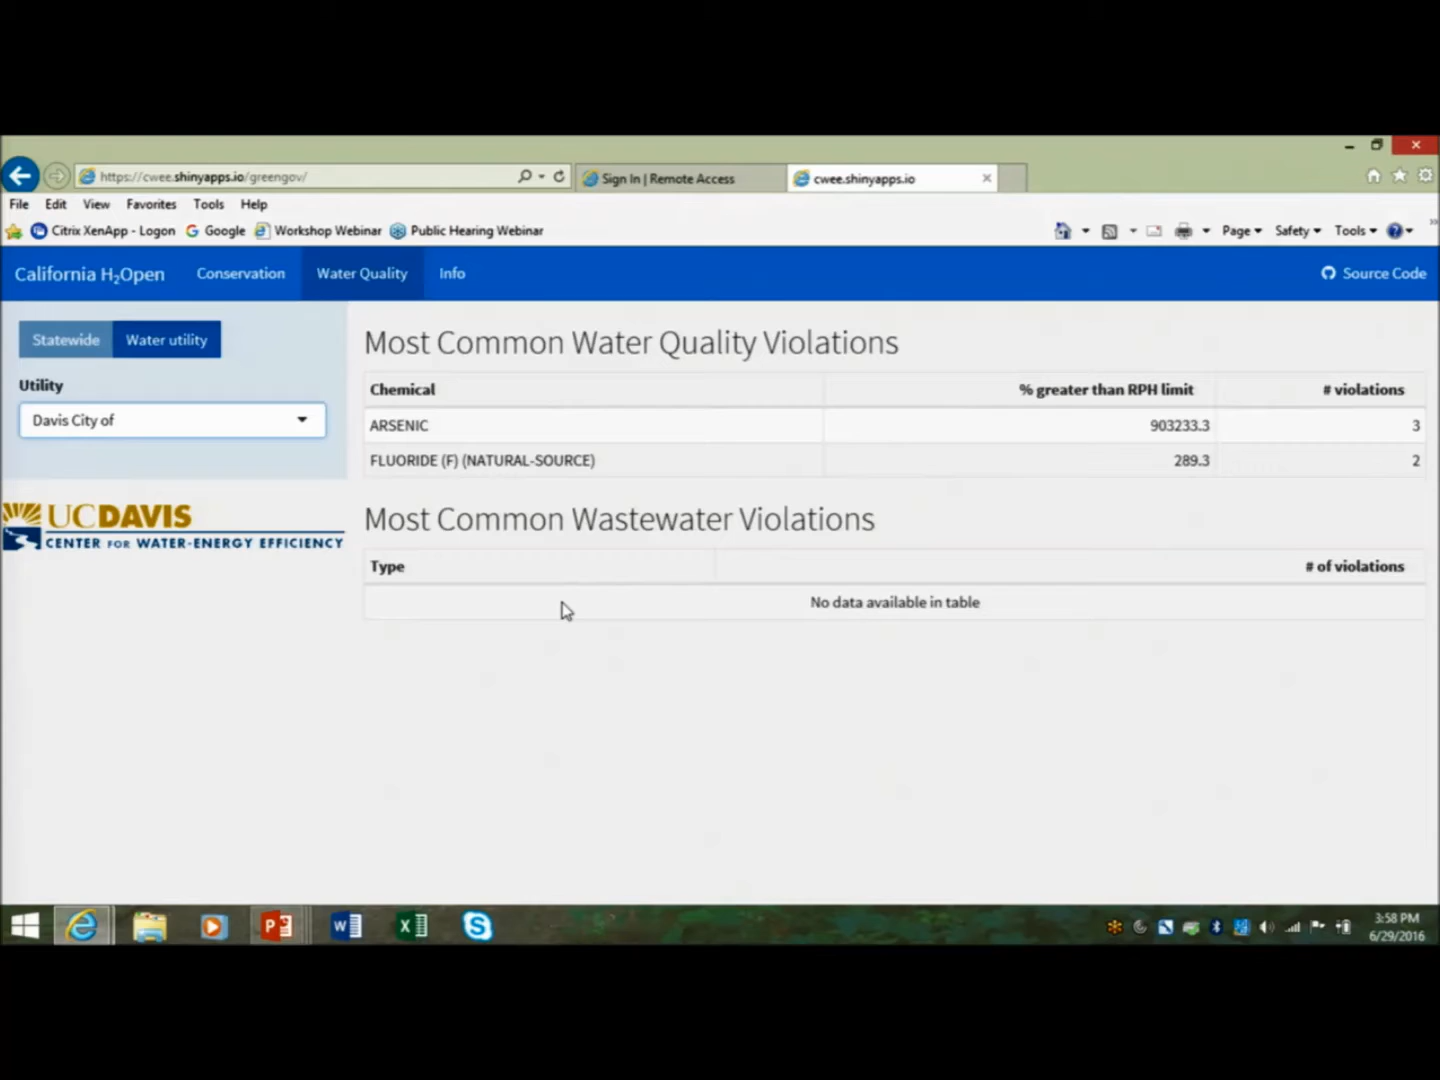 https://cwee.shinyapps.io/greengov/
Sign In | Remote Access
cwee.shinyapps.io
File Edit View Favorites Tools Help
Citrix XenApp - Logon Google Workshop Webinar Public Hearing Webinar
Page Safety Tools
California H₂Open Conservation Water Quality Info Source Code
Statewide Water utility
Utility
Davis City of
UCDAVIS
CENTER FOR WATER-ENERGY EFFICIENCY
Most Common Water Quality Violations
Chemical % greater than RPH limit # violations
ARSENIC 903233.3 3
FLUORIDE (F) (NATURAL-SOURCE) 289.3 2
Most Common Wastewater Violations
Type # of violations
No data available in table
3:58 PM
6/29/2016